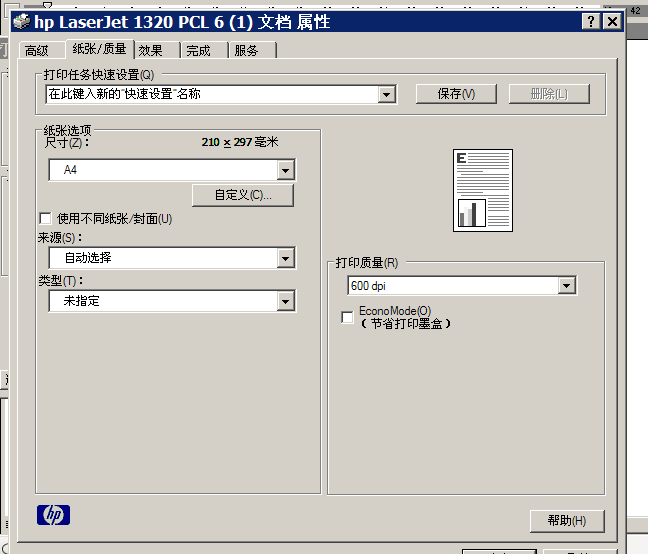 hp LaserJet 1320 PCL 6 (1) 文档 属性
42
高级 纸张/质量 效果 完成 服务
打印任务快速设置(Q)
在此键入新的"快速设置"名称
保存(V) 删除(L)
纸张选项
尺寸(Z)： 210 × 297 毫米
A4
自定义(C)...
使用不同纸张/封面(U)
来源(S)：
自动选择
类型(T)：
未指定
E
打印质量(R)
600 dpi
EconoMode(O)
（节省打印墨盒）
hp
帮助(H)